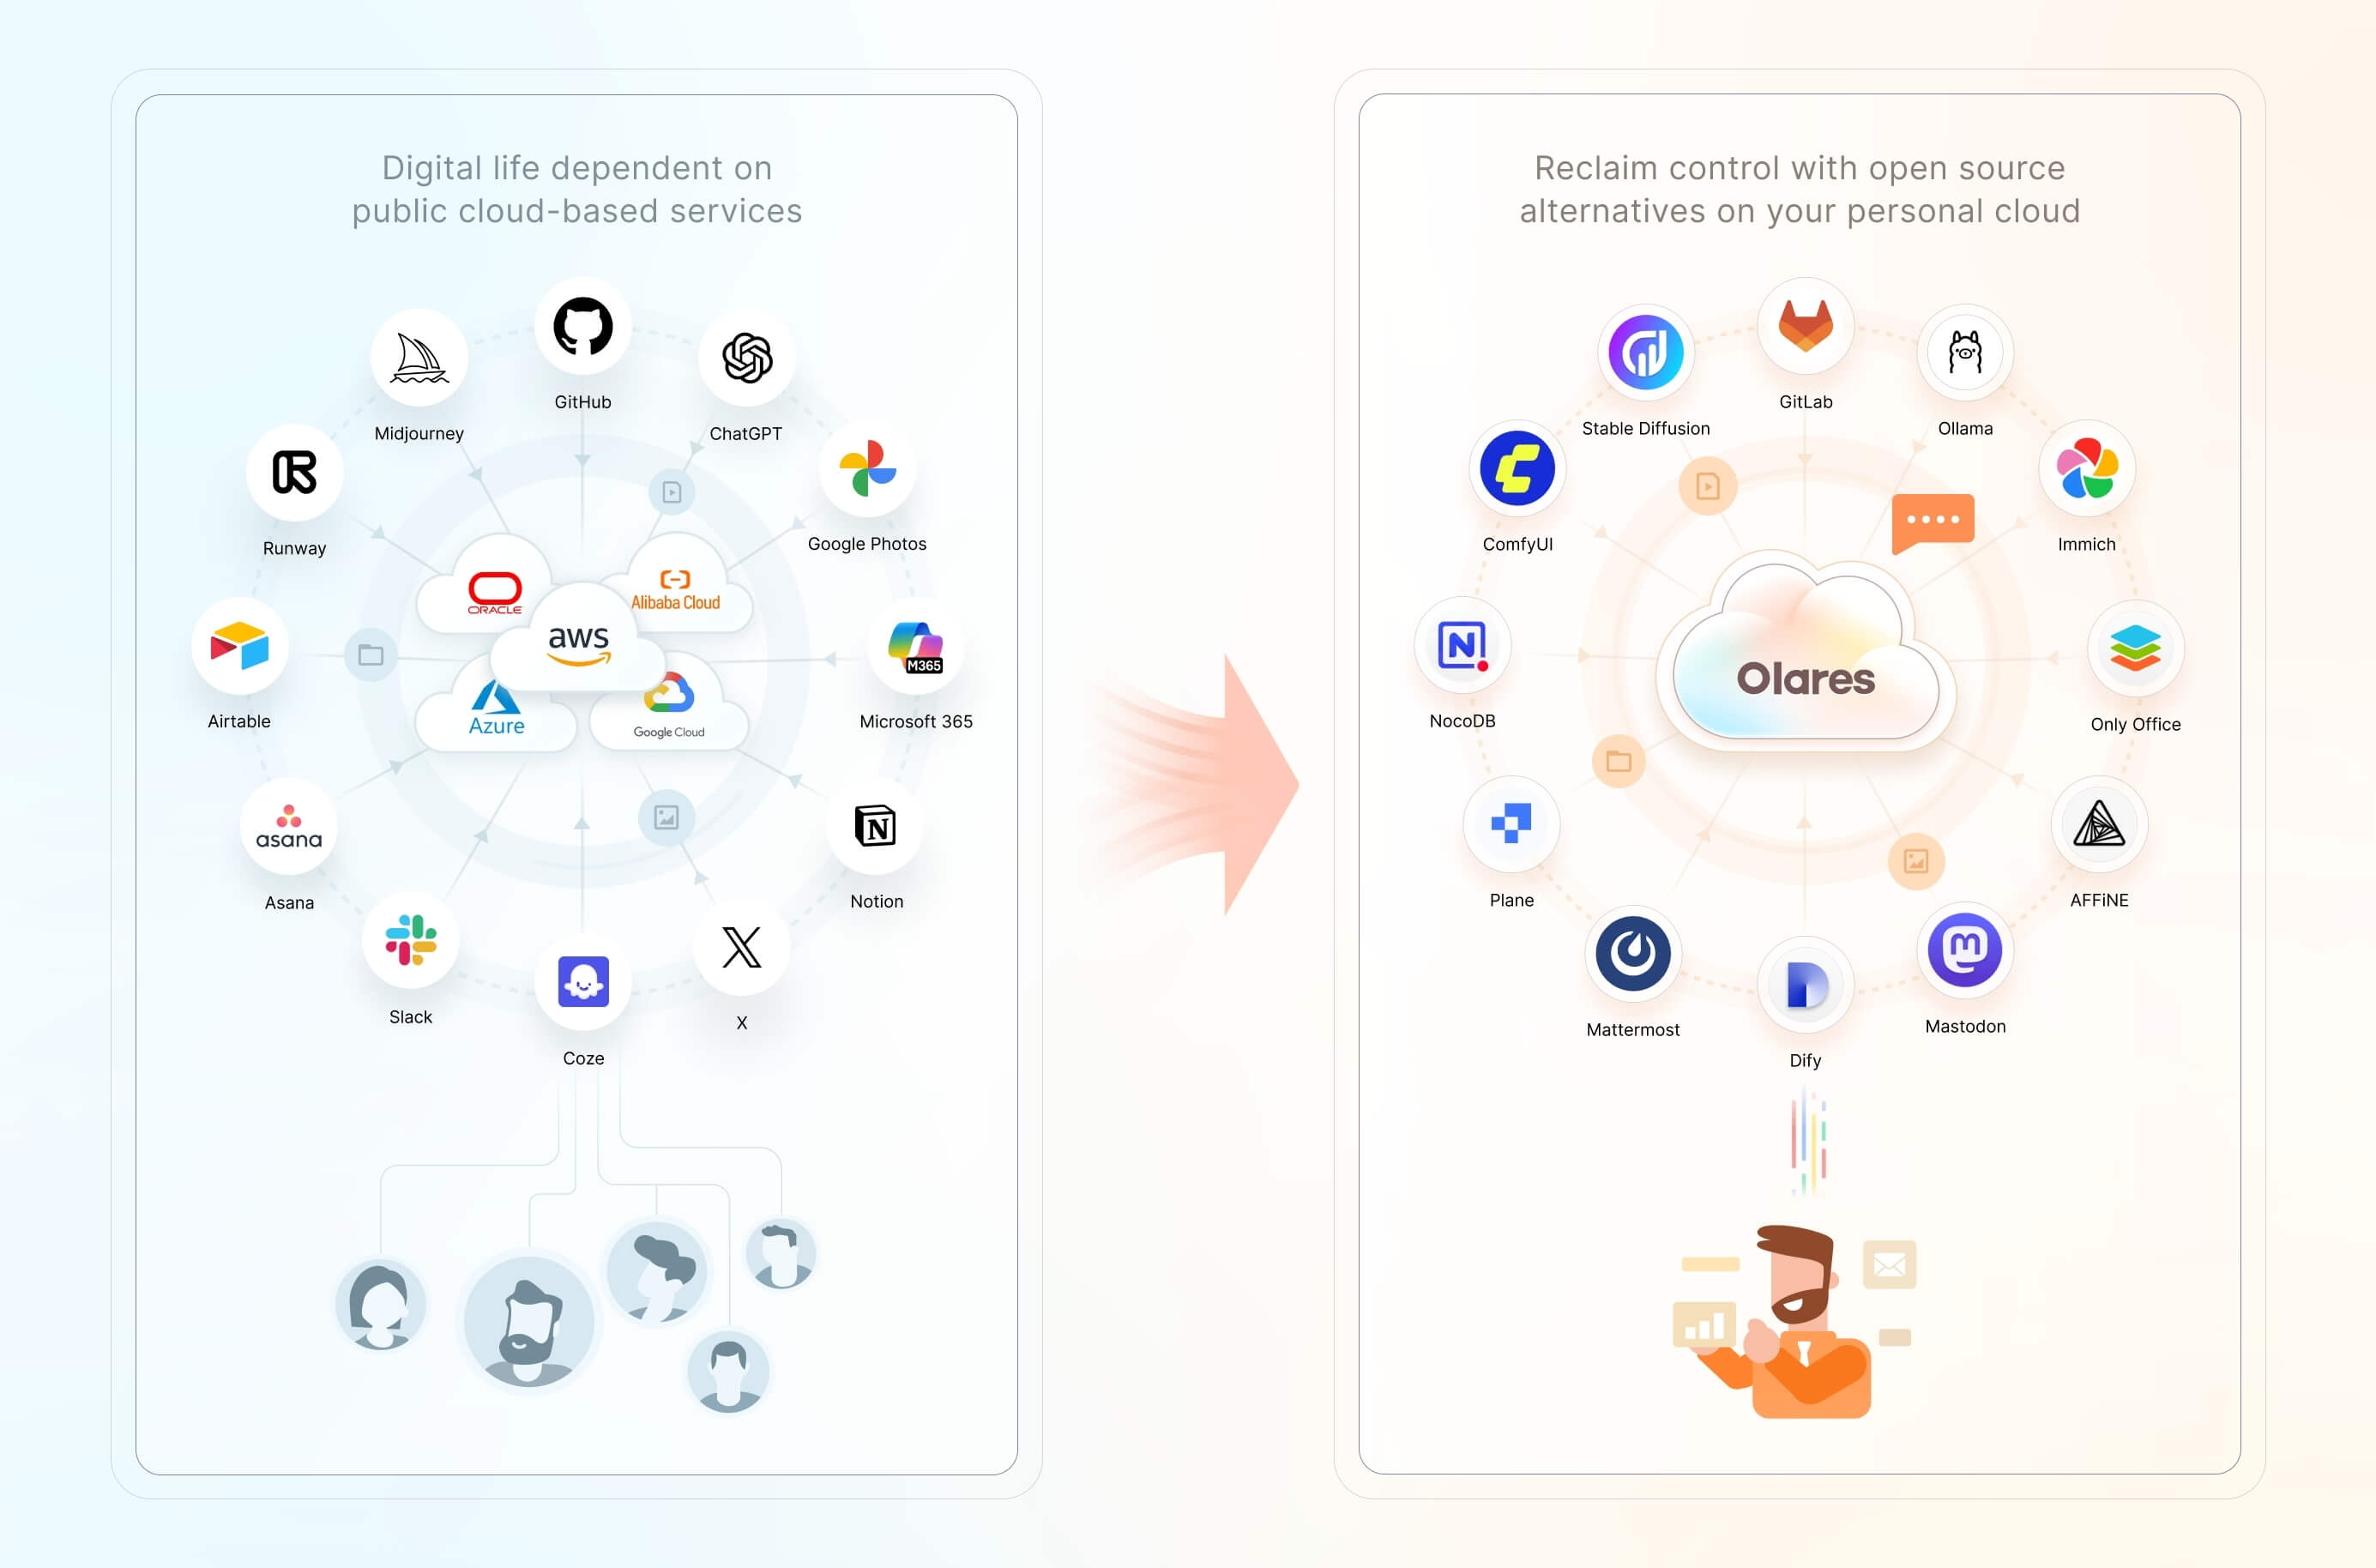 Digital life dependent on
public cloud-based services
GitHub
Midjourney
ChatGPT
Runway
Google Photos
ORACLE
Alibaba Cloud
aws
M365
Airtable
Microsoft 365
Azure
Google Cloud
asana
N
Asana
Notion
Slack
X
Coze
Reclaim control with open source
alternatives on your personal cloud
GitLab
Stable Diffusion
Ollama
ComfyUI
Immich
N
Olares
NocoDB
Only Office
Plane
AFFiNE
m
Mattermost
Mastodon
Dify